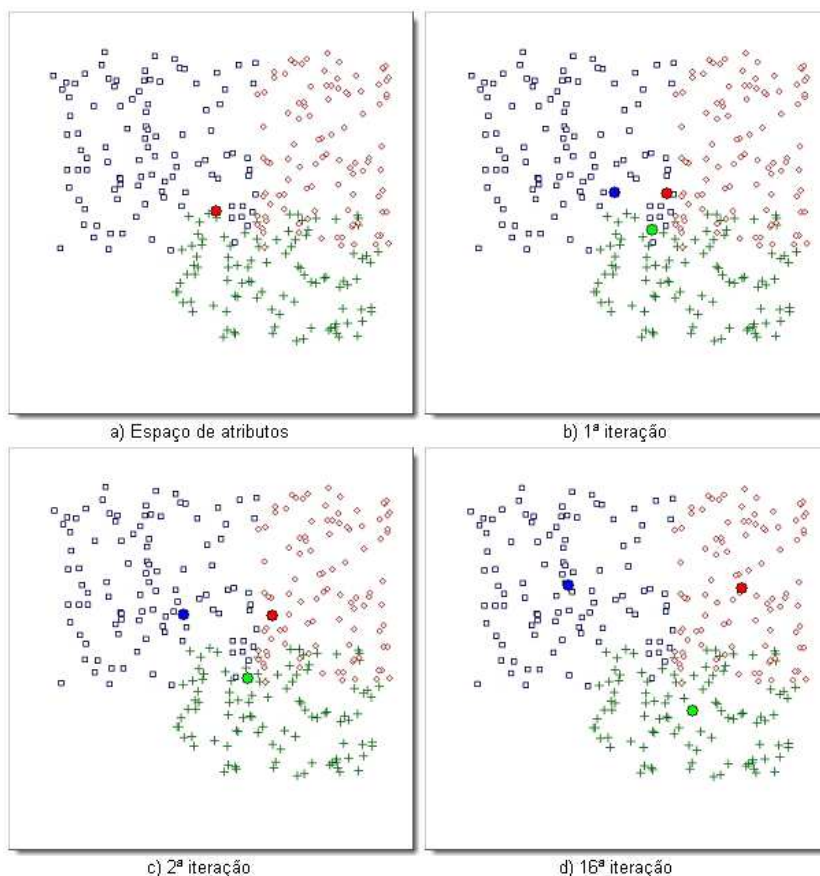 a) Espaço de atributos
b) 1ª iteração
c) 2ª iteração
d) 16ª iteração